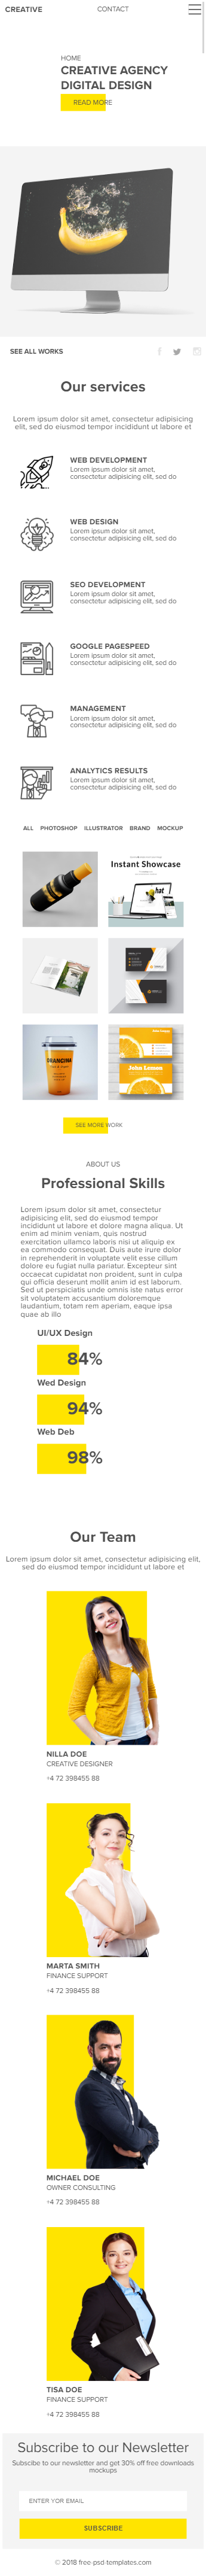 CREATIVE
CONTACT
HOME
CREATIVE AGENCY
DIGITAL DESIGN
READ MORE
SEE ALL WORKS
Our services
Lorem ipsum dolor sit amet, consectetur adipisicing
elit, sed do eiusmod tempor incididunt ut labore et
WEB DEVELOPMENT
Lorem ipsum dolor sit amet,
consectetur adipisicing elit, sed do
WEB DESIGN
Lorem ipsum dolor sit amet,
consectetur adipisicing elit, sed do
SEO DEVELOPMENT
Lorem ipsum dolor sit amet,
consectetur adipisicing elit, sed do
GOOGLE PAGESPEED
Lorem ipsum dolor sit amet,
consectetur adipisicing elit, sed do
MANAGEMENT
Lorem ipsum dolor sit amet,
consectetur adipisicing elit, sed do
ANALYTICS RESULTS
Lorem ipsum dolor sit amet,
consectetur adipisicing elit, sed do
ALL PHOTOSHOP ILLUSTRATOR BRAND MOCKUP
Instant Showcase
hat
ORANGINA
John Lemon
SEE MORE WORK
ABOUT US
Professional Skills
Lorem ipsum dolor sit amet, consectetur
adipisicing elit, sed do eiusmod tempor
incididunt ut labore et dolore magna aliqua. Ut
enim ad minim veniam, quis nostrud
exercitation ullamco laboris nisi ut aliquip ex
ea commodo consequat. Duis aute irure dolor
in reprehenderit in voluptate velit esse cillum
dolore eu fugiat nulla pariatur. Excepteur sint
occaecat cupidatat non proident, sunt in culpa
qui officia deserunt mollit anim id est laborum.
Sed ut perspiciatis unde omnis iste natus error
sit voluptatem accusantium doloremque
laudantium, totam rem aperiam, eaque ipsa
quae ab illo
UI/UX Design
84%
Wed Design
94%
Web Deb
98%
Our Team
Lorem ipsum dolor sit amet, consectetur adipisicing elit,
sed do eiusmod tempor incididunt ut labore et
NILLA DOE
CREATIVE DESIGNER
+4 72 398455 88
MARTA SMITH
FINANCE SUPPORT
+4 72 398455 88
MICHAEL DOE
OWNER CONSULTING
+4 72 398455 88
TISA DOE
FINANCE SUPPORT
+4 72 398455 88
Subscribe to our Newsletter
Subscibe to our newsletter and get 30% off free downloads
mockups
ENTER YOR EMAIL
SUBSCRIBE
© 2018 free-psd-templates.com